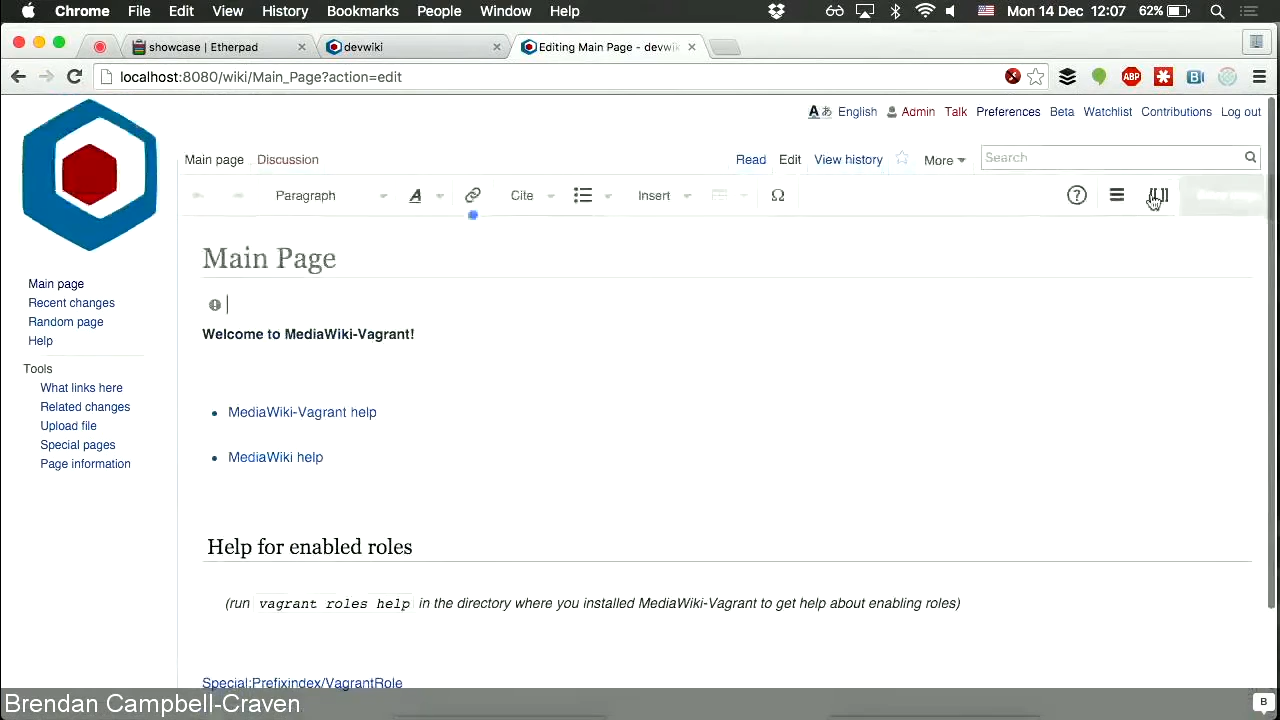 Chrome File Edit View History Bookmarks People Window Help Mon 14 Dec 12:07 62%
showcase | Etherpad devwiki Editing Main Page - devwik
localhost:8080/wiki/Main_Page?action=edit ABP B
A English Admin Talk Preferences Beta Watchlist Contributions Log out
Main page Discussion Read Edit View history More Search
Paragraph A Cite Insert Ω ? [[]]
Main Page
Welcome to MediaWiki-Vagrant!
MediaWiki-Vagrant help
MediaWiki help
Help for enabled roles
(run vagrant roles help in the directory where you installed MediaWiki-Vagrant to get help about enabling roles)
Special:Prefixindex/VagrantRole
Main page
Recent changes
Random page
Help
Tools
What links here
Related changes
Upload file
Special pages
Page information
Brendan Campbell-Craven B